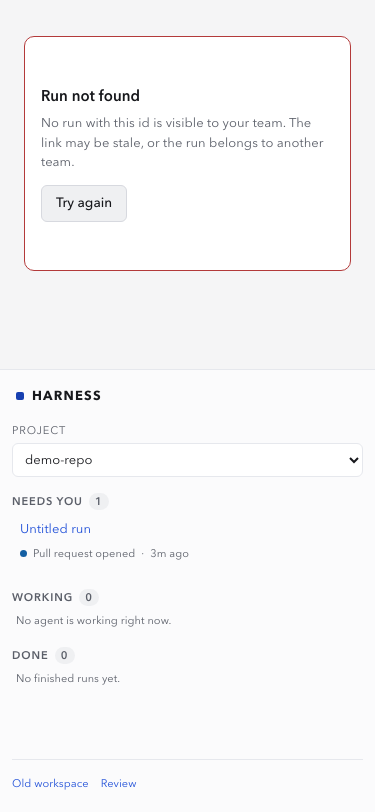 Run not found
No run with this id is visible to your team. The
link may be stale, or the run belongs to another
team.
Try again
HARNESS
PROJECT
demo-repo
NEEDS YOU 1
Untitled run
Pull request opened · 3m ago
WORKING 0
No agent is working right now.
DONE 0
No finished runs yet.
Old workspace Review